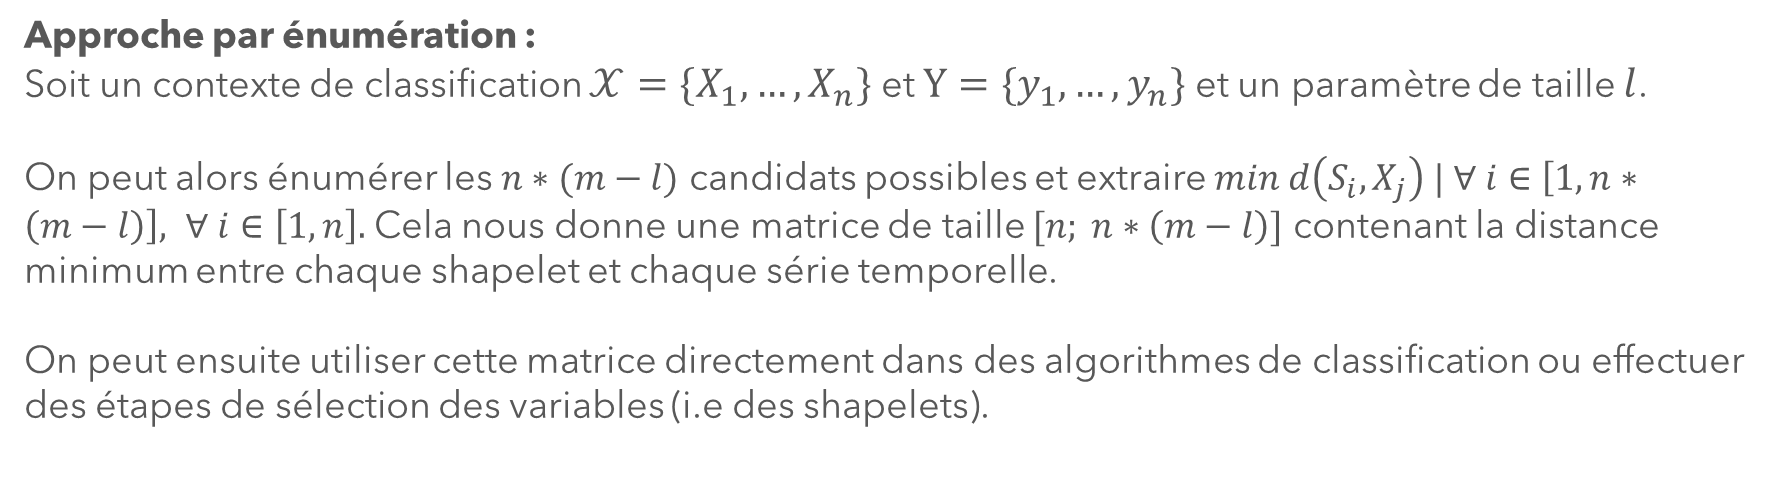 Approche par énumération :
Soit un contexte de classification 𝒳 = {X₁, … , Xₙ} et Y = {y₁, … , yₙ} et un paramètre de taille l.
On peut alors énumérer les n ∗ (m − l) candidats possibles et extraire min d(Sᵢ, Xⱼ) | ∀ i ∈ [1, n ∗
(m − l)], ∀ i ∈ [1, n]. Cela nous donne une matrice de taille [n; n ∗ (m − l)] contenant la distance
minimum entre chaque shapelet et chaque série temporelle.
On peut ensuite utiliser cette matrice directement dans des algorithmes de classification ou effectuer
des étapes de sélection des variables (i.e des shapelets).